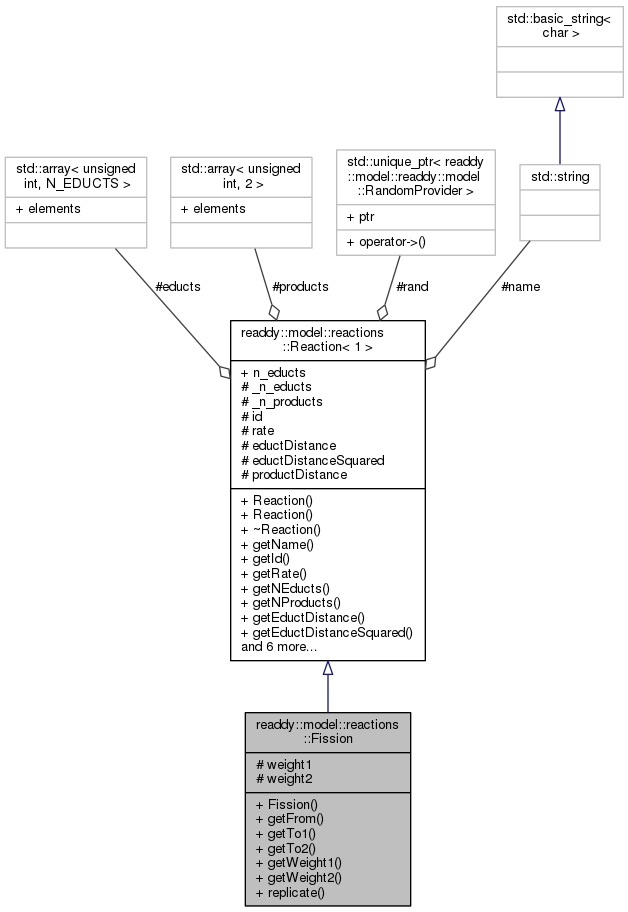 std::basic_string<
char >
std::array< unsigned
int, N_EDUCTS >
+ elements
std::array< unsigned
int, 2 >
+ elements
std::unique_ptr< readdy
::model::readdy::model
::RandomProvider >
+ ptr
+ operator->()
std::string
#educts
#products
#rand
#name
readdy::model::reactions
::Reaction< 1 >
+ n_educts
# _n_educts
# _n_products
# id
# rate
# eductDistance
# eductDistanceSquared
# productDistance
+ Reaction()
+ Reaction()
+ ~Reaction()
+ getName()
+ getId()
+ getRate()
+ getNEducts()
+ getNProducts()
+ getEductDistance()
+ getEductDistanceSquared()
and 6 more...
readdy::model::reactions
::Fission
# weight1
# weight2
+ Fission()
+ getFrom()
+ getTo1()
+ getTo2()
+ getWeight1()
+ getWeight2()
+ replicate()